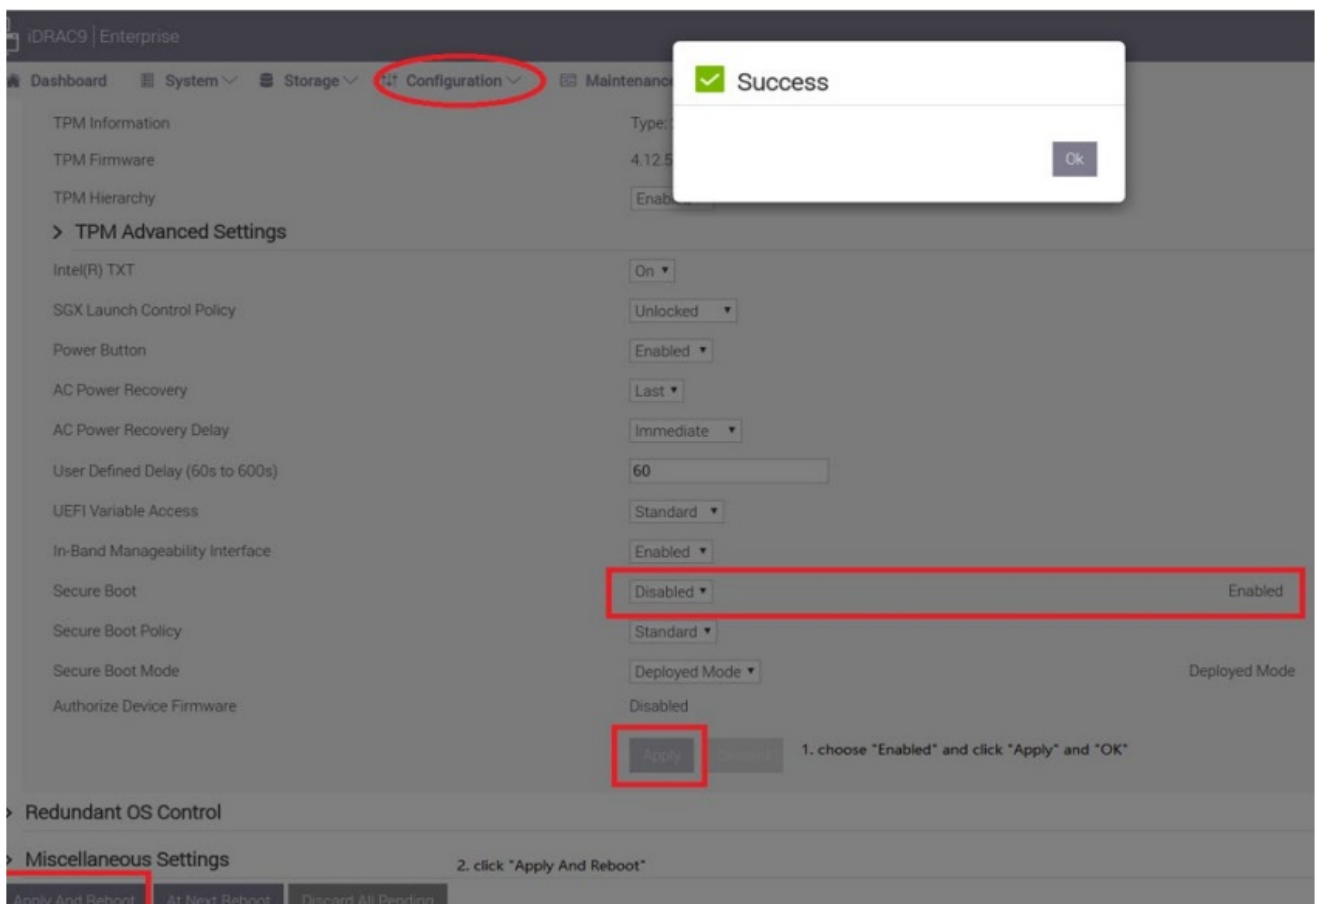 iDRAC9 | Enterprise
Dashboard System Storage Configuration Maintenance
Success
Ok
TPM Information Type:
TPM Firmware 4.12.5
TPM Hierarchy
TPM Advanced Settings
Intel(R) TXT On
SGX Launch Control Policy Unlocked
Power Button Enabled
AC Power Recovery Last
AC Power Recovery Delay Immediate
User Defined Delay (60s to 600s) 60
UEFI Variable Access Standard
In-Band Manageability Interface Enabled
Secure Boot Disabled Enabled
Secure Boot Policy Standard
Secure Boot Mode Deployed Mode Deployed Mode
Authorize Device Firmware Disabled
Apply 1. choose "Enabled" and click "Apply" and "OK"
Redundant OS Control
Miscellaneous Settings 2. click "Apply And Reboot"
Apply And Reboot At Next Reboot Discard All Pending